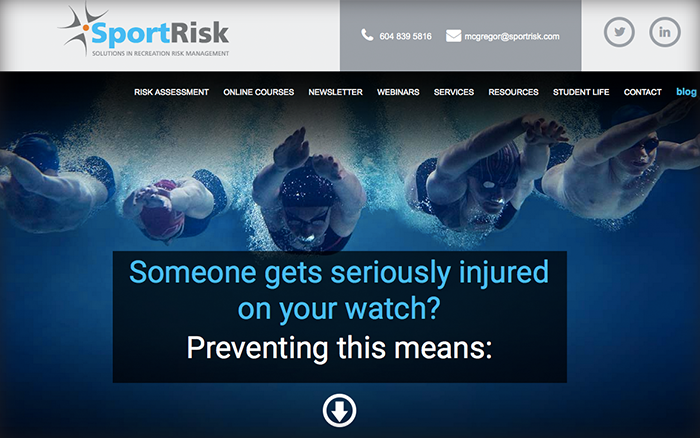 SportRisk
SOLUTIONS IN RECREATION RISK MANAGEMENT
604 839 5816 mcgregor@sportrisk.com
in
RISK ASSESSMENT ONLINE COURSES NEWSLETTER WEBINARS SERVICES RESOURCES STUDENT LIFE CONTACT blog
Someone gets seriously injured
on your watch?
Preventing this means: